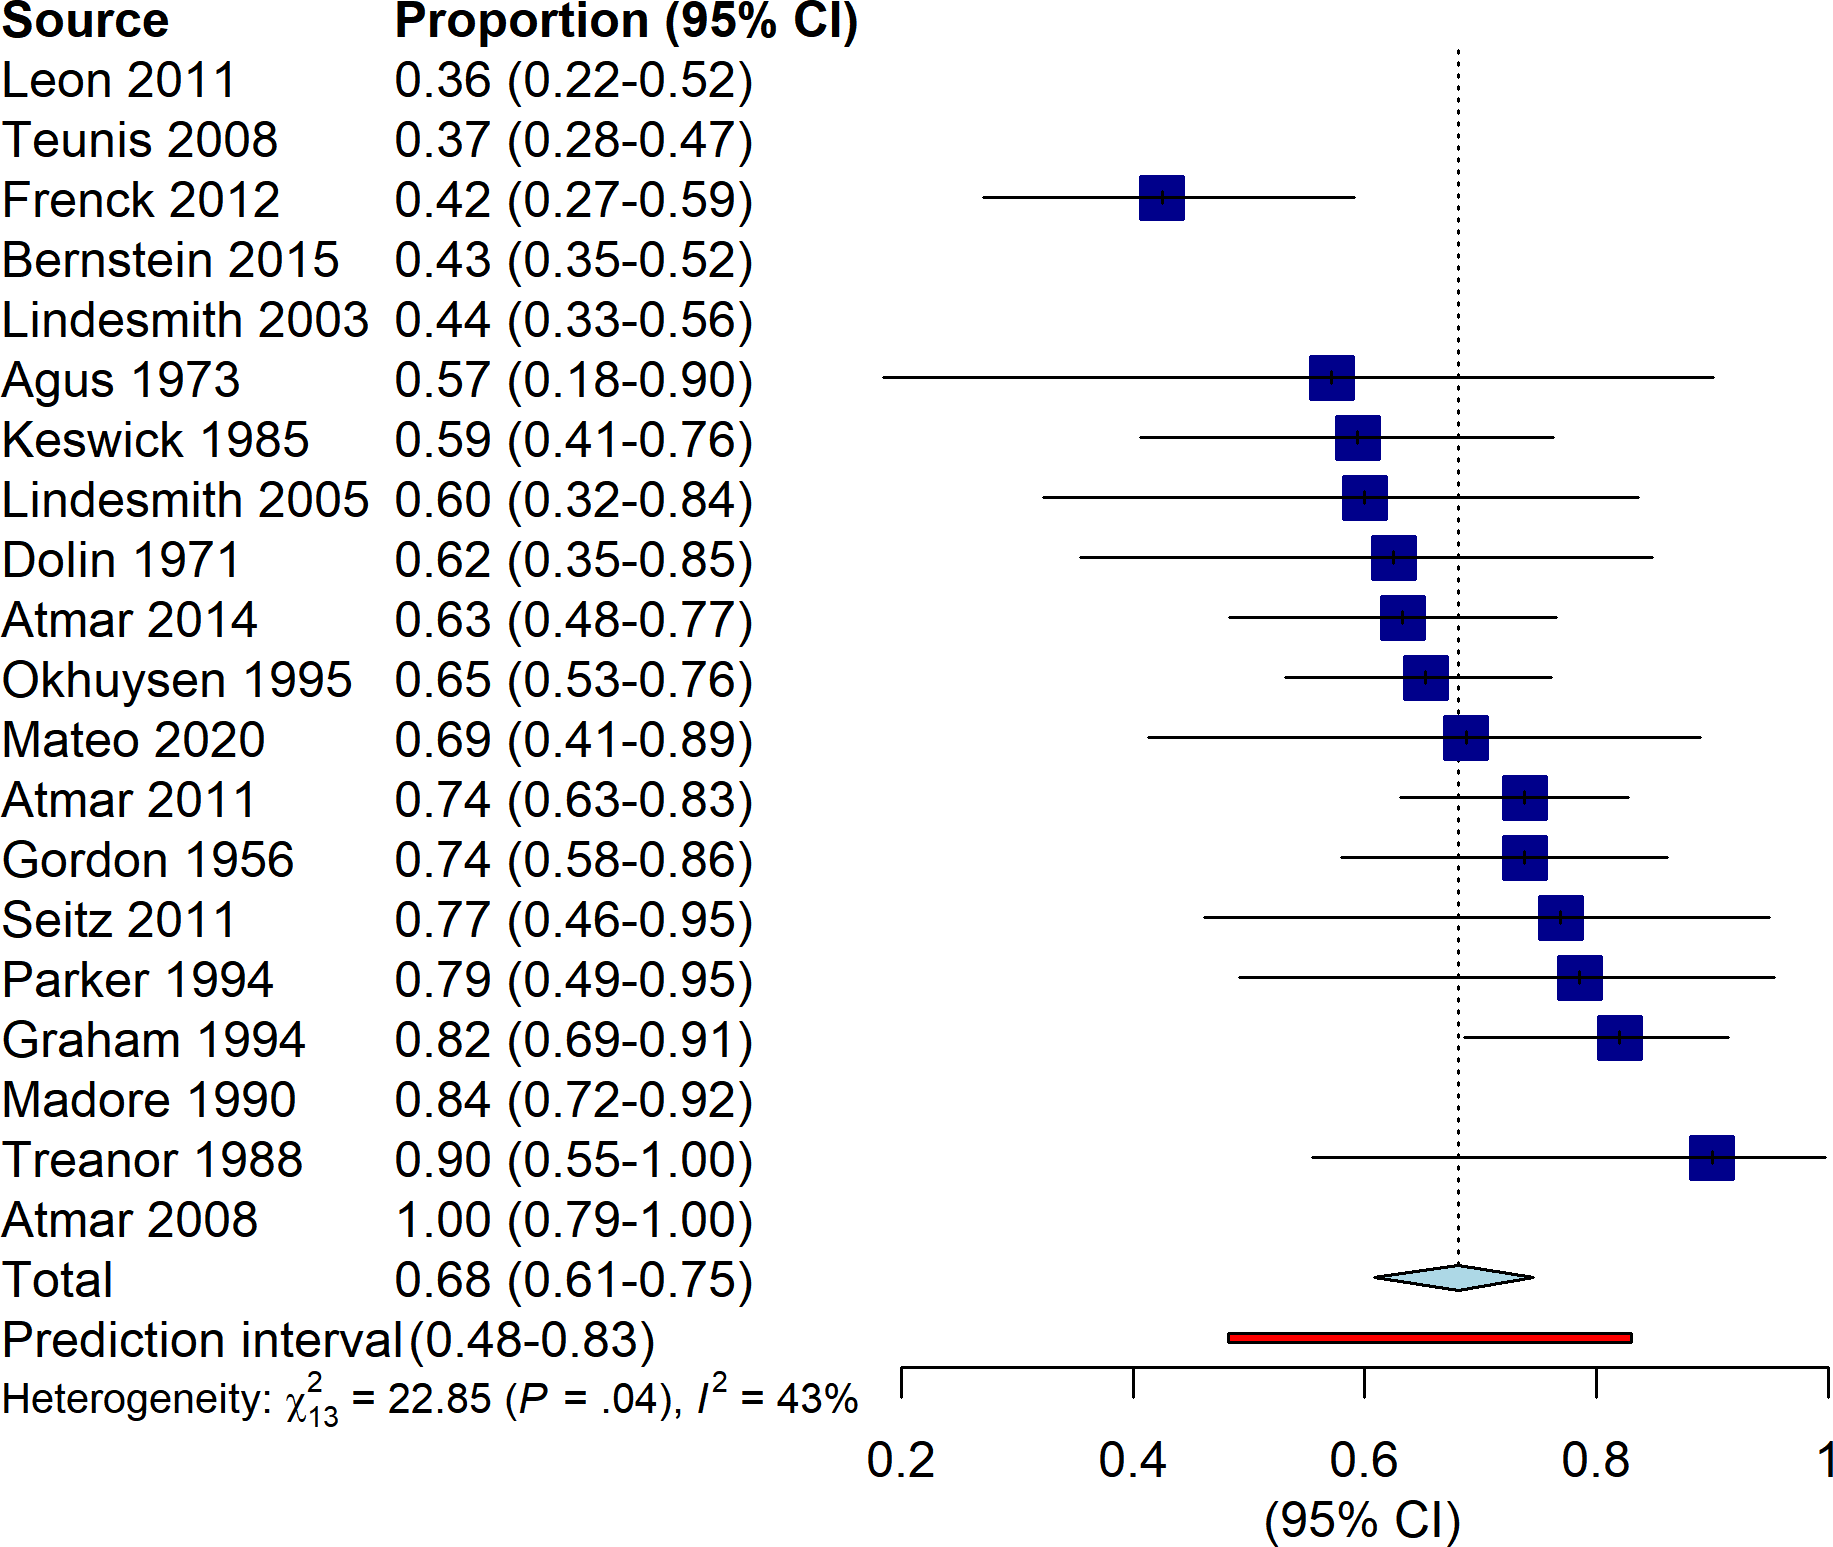 Source Proportion (95% CI)
Leon 2011 0.36 (0.22-0.52)
Teunis 2008 0.37 (0.28-0.47)
Frenck 2012 0.42 (0.27-0.59)
Bernstein 2015 0.43 (0.35-0.52)
Lindesmith 2003 0.44 (0.33-0.56)
Agus 1973 0.57 (0.18-0.90)
Keswick 1985 0.59 (0.41-0.76)
Lindesmith 2005 0.60 (0.32-0.84)
Dolin 1971 0.62 (0.35-0.85)
Atmar 2014 0.63 (0.48-0.77)
Okhuysen 1995 0.65 (0.53-0.76)
Mateo 2020 0.69 (0.41-0.89)
Atmar 2011 0.74 (0.63-0.83)
Gordon 1956 0.74 (0.58-0.86)
Seitz 2011 0.77 (0.46-0.95)
Parker 1994 0.79 (0.49-0.95)
Graham 1994 0.82 (0.69-0.91)
Madore 1990 0.84 (0.72-0.92)
Treanor 1988 0.90 (0.55-1.00)
Atmar 2008 1.00 (0.79-1.00)
Total 0.68 (0.61-0.75)
Prediction interval (0.48-0.83)
Heterogeneity: χ²₁₃ = 22.85 (P = .04), I² = 43%
0.2 0.4 0.6 0.8 1
(95% CI)